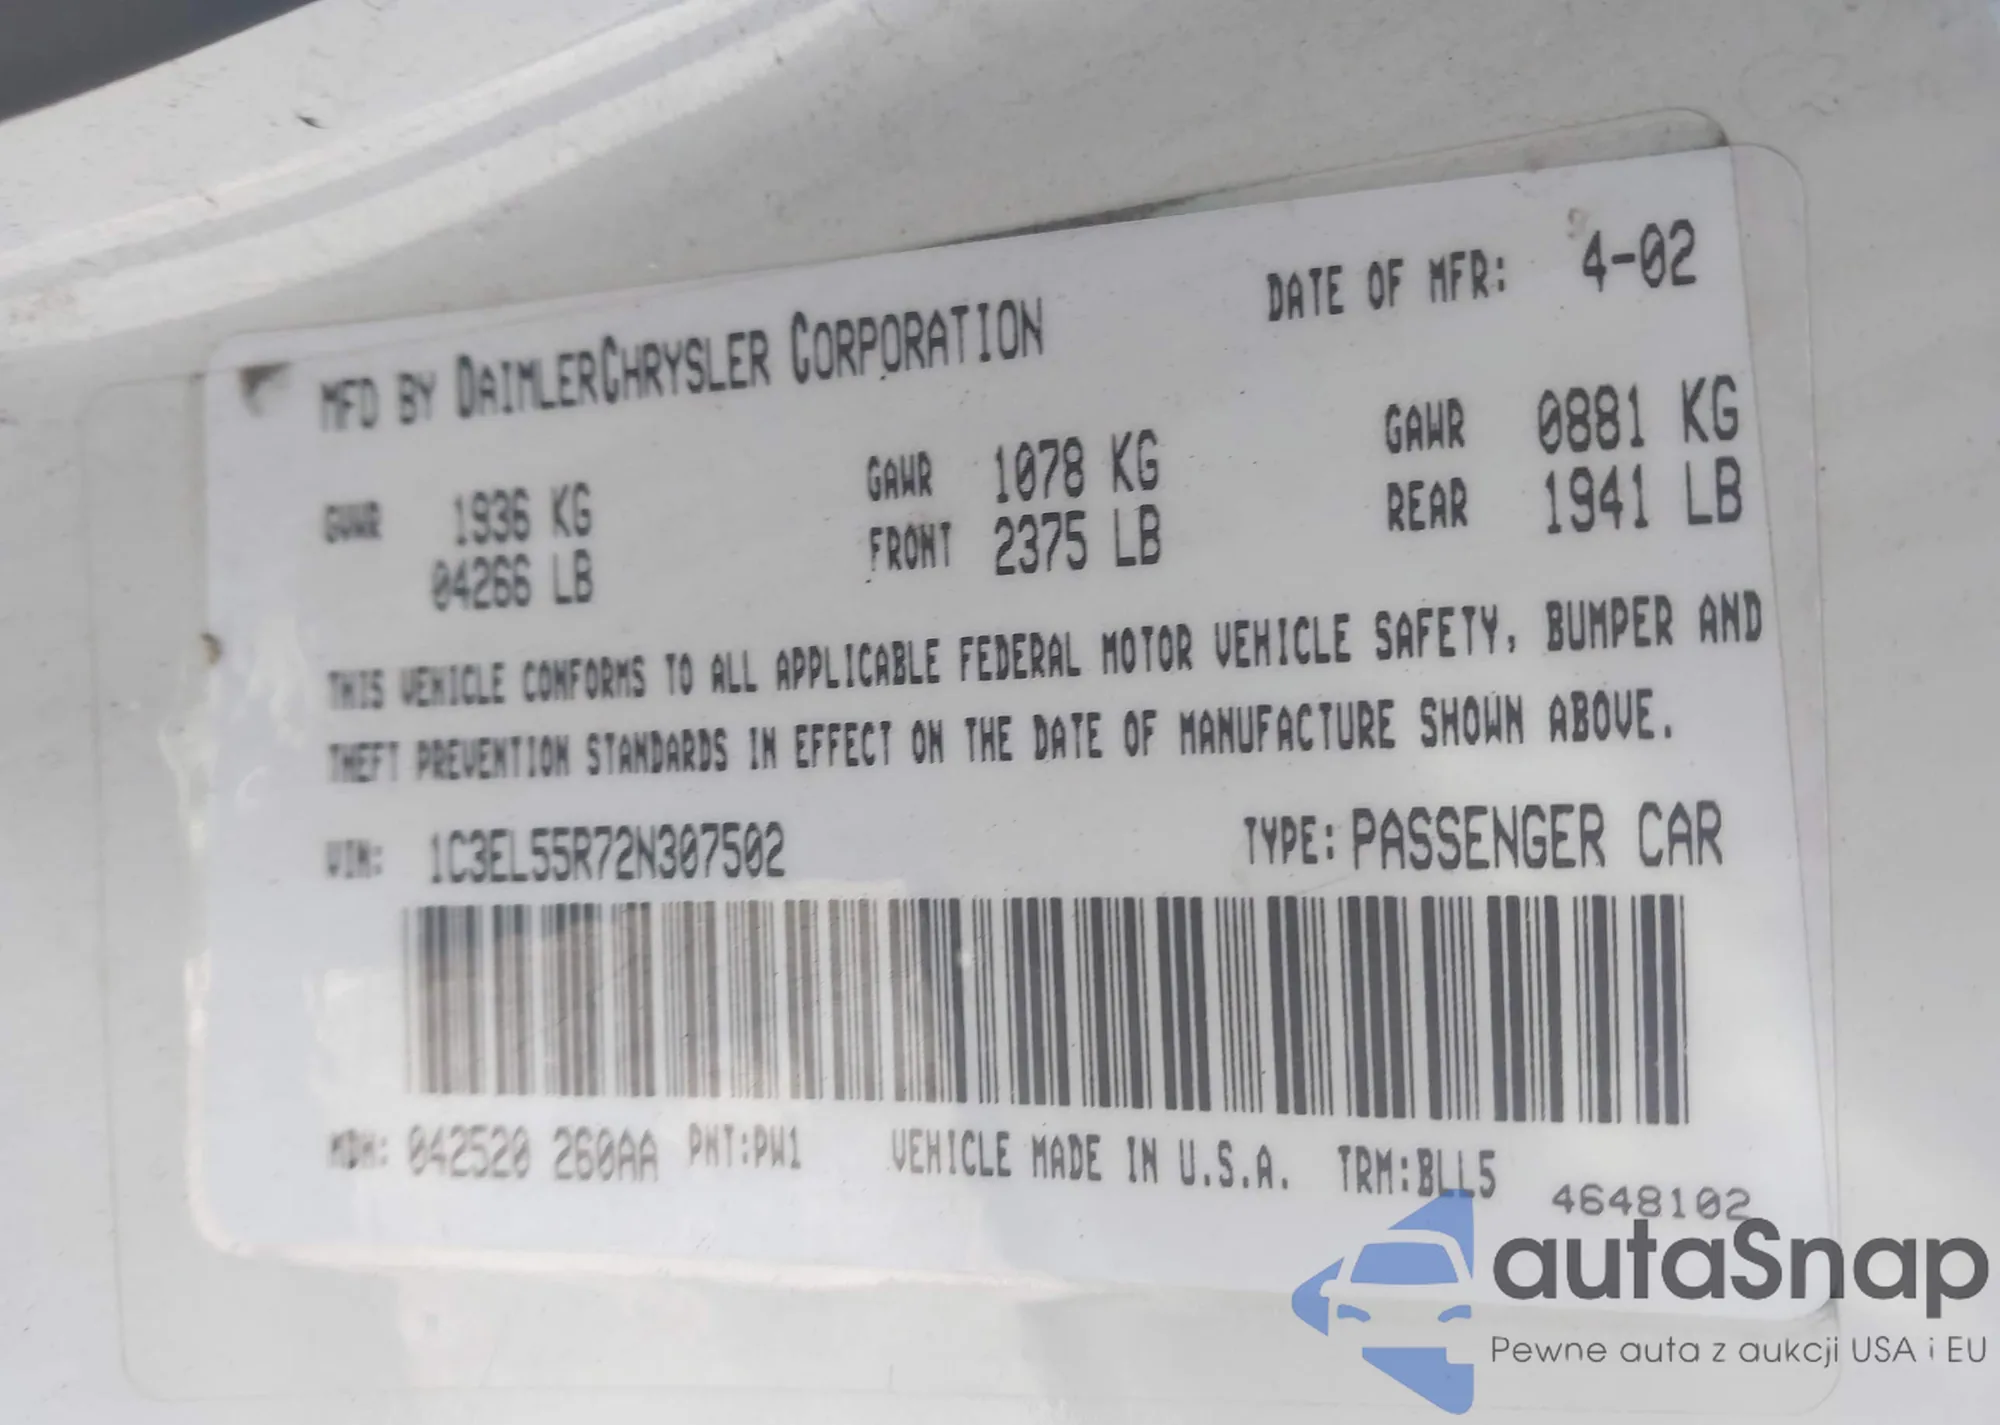 MFD BY DAIMLERCHRYSLER CORPORATION DATE OF MFR: 4-02
GVWR 1936 KG GAWR 1078 KG GAWR 0881 KG
04266 LB FRONT 2375 LB REAR 1941 LB
THIS VEHICLE CONFORMS TO ALL APPLICABLE FEDERAL MOTOR VEHICLE SAFETY, BUMPER AND
THEFT PREVENTION STANDARDS IN EFFECT ON THE DATE OF MANUFACTURE SHOWN ABOVE.
VIN: 1C3EL55R72N307502 TYPE: PASSENGER CAR
MDH: 042520 260AA PNT:PW1 VEHICLE MADE IN U.S.A. TRM:BLL5
4648102
autaSnap
Pewne auta z aukcji USA i EU